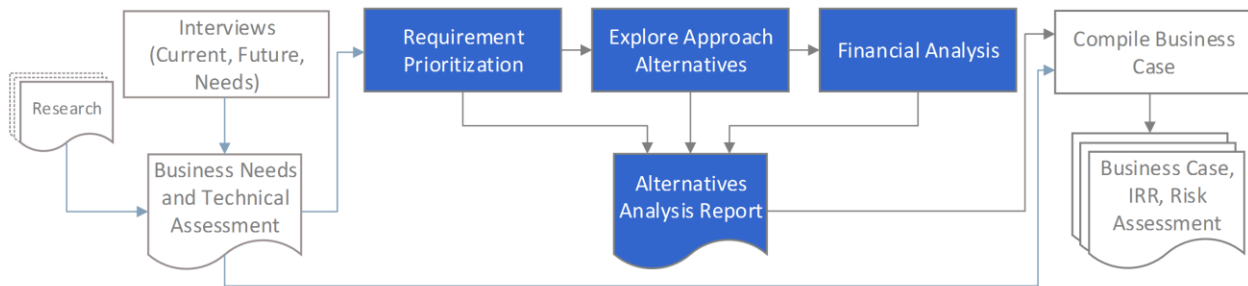 Interviews
(Current, Future,
Needs)
Research
Business Needs
and Technical
Assessment
Requirement
Prioritization
Explore Approach
Alternatives
Financial Analysis
Alternatives
Analysis Report
Compile Business
Case
Business Case,
IRR, Risk
Assessment